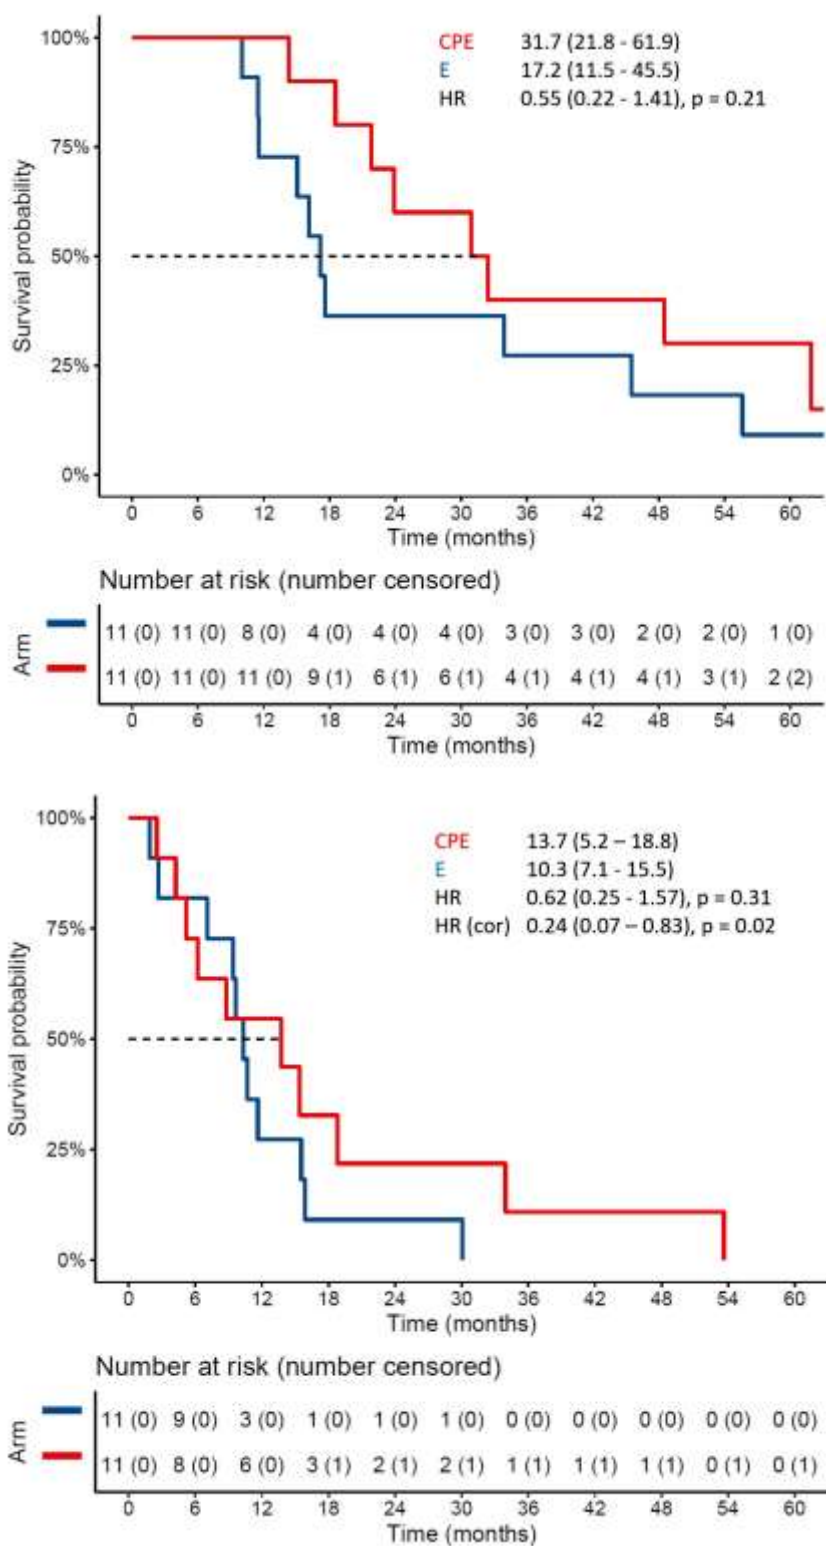 100%
75%
50%
25%
0%
Survival probability
CPE 31.7 (21.8 - 61.9)
E 17.2 (11.5 - 45.5)
HR 0.55 (0.22 - 1.41), p = 0.21
0 6 12 18 24 30 36 42 48 54 60
Time (months)
Number at risk (number censored)
Arm
11 (0) 11 (0) 8 (0) 4 (0) 4 (0) 4 (0) 3 (0) 3 (0) 2 (0) 2 (0) 1 (0)
11 (0) 11 (0) 11 (0) 9 (1) 6 (1) 6 (1) 4 (1) 4 (1) 4 (1) 3 (1) 2 (2)
0 6 12 18 24 30 36 42 48 54 60
Time (months)
100%
75%
50%
25%
0%
Survival probability
CPE 13.7 (5.2 – 18.8)
E 10.3 (7.1 - 15.5)
HR 0.62 (0.25 - 1.57), p = 0.31
HR (cor) 0.24 (0.07 – 0.83), p = 0.02
0 6 12 18 24 30 36 42 48 54 60
Time (months)
Number at risk (number censored)
Arm
11 (0) 9 (0) 3 (0) 1 (0) 1 (0) 1 (0) 0 (0) 0 (0) 0 (0) 0 (0) 0 (0)
11 (0) 8 (0) 6 (0) 3 (1) 2 (1) 2 (1) 1 (1) 1 (1) 1 (1) 0 (1) 0 (1)
0 6 12 18 24 30 36 42 48 54 60
Time (months)